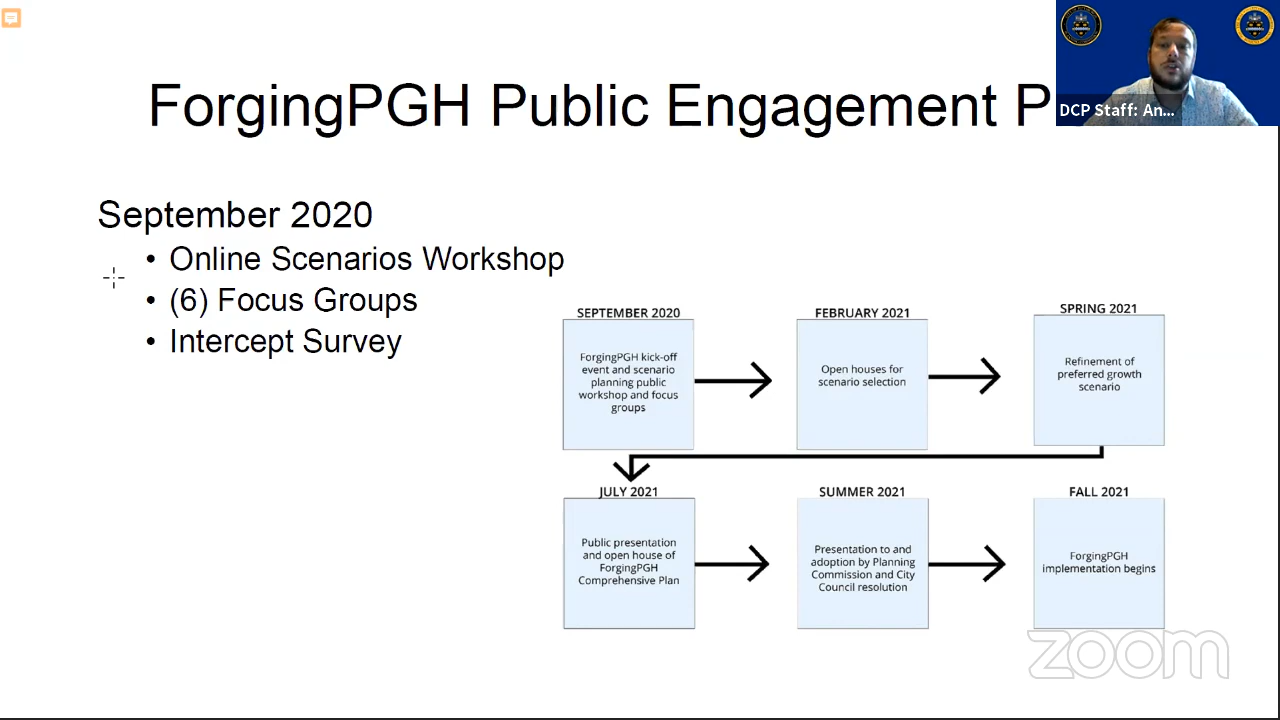 ForgingPGH Public Engagement P
DCP Staff: An...
September 2020
• Online Scenarios Workshop
• (6) Focus Groups
• Intercept Survey
SEPTEMBER 2020
ForgingPGH kick-off
event and scenario
planning public
workshop and focus
groups
FEBRUARY 2021
Open houses for
scenario selection
SPRING 2021
Refinement of
preferred growth
scenario
JULY 2021
Public presentation
and open house of
ForgingPGH
Comprehensive Plan
SUMMER 2021
Presentation to and
adoption by Planning
Commission and City
Council resolution
FALL 2021
ForgingPGH
implementation begins
zoom